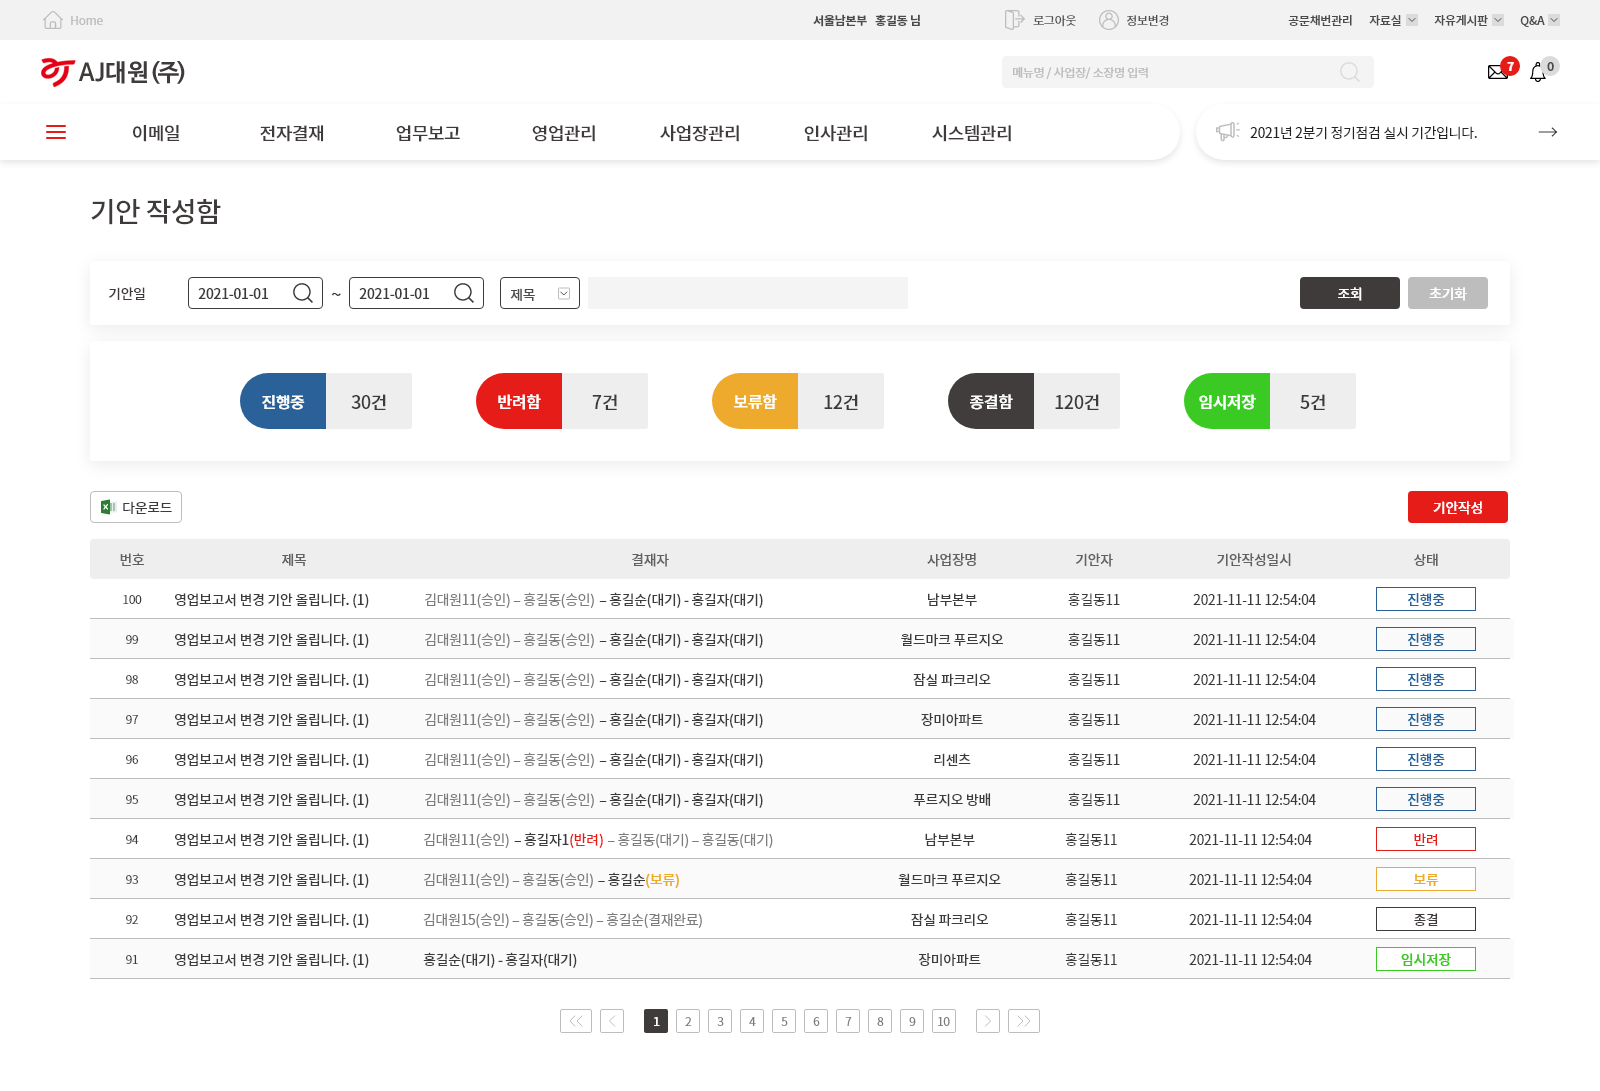 Home 서울남본부 홍길동 님 로그아웃 정보변경 공문채번관리 자료실 자유게시판 Q&A
AJ대원(주) 메뉴명 / 사업장/ 소장명 입력 7 0
이메일 전자결재 업무보고 영업관리 사업장관리 인사관리 시스템관리 2021년 2분기 정기점검 실시 기간입니다.
기안 작성함
기안일 2021-01-01 ~ 2021-01-01 제목 조회 초기화
진행중 30건 반려함 7건 보류함 12건 종결함 120건 임시저장 5건
다운로드 기안작성
번호 제목 결재자 사업장명 기안자 기안작성일시 상태
100 영업보고서 변경 기안 올립니다. (1) 김대원11(승인) – 홍길동(승인) – 홍길순(대기) - 홍길자(대기) 남부본부 홍길동11 2021-11-11 12:54:04 진행중
99 영업보고서 변경 기안 올립니다. (1) 김대원11(승인) – 홍길동(승인) – 홍길순(대기) - 홍길자(대기) 월드마크 푸르지오 홍길동11 2021-11-11 12:54:04 진행중
98 영업보고서 변경 기안 올립니다. (1) 김대원11(승인) – 홍길동(승인) – 홍길순(대기) - 홍길자(대기) 잠실 파크리오 홍길동11 2021-11-11 12:54:04 진행중
97 영업보고서 변경 기안 올립니다. (1) 김대원11(승인) – 홍길동(승인) – 홍길순(대기) - 홍길자(대기) 장미아파트 홍길동11 2021-11-11 12:54:04 진행중
96 영업보고서 변경 기안 올립니다. (1) 김대원11(승인) – 홍길동(승인) – 홍길순(대기) - 홍길자(대기) 리센츠 홍길동11 2021-11-11 12:54:04 진행중
95 영업보고서 변경 기안 올립니다. (1) 김대원11(승인) – 홍길동(승인) – 홍길순(대기) - 홍길자(대기) 푸르지오 방배 홍길동11 2021-11-11 12:54:04 진행중
94 영업보고서 변경 기안 올립니다. (1) 김대원11(승인) – 홍길자1(반려) – 홍길동(대기) – 홍길동(대기) 남부본부 홍길동11 2021-11-11 12:54:04 반려
93 영업보고서 변경 기안 올립니다. (1) 김대원11(승인) – 홍길동(승인) – 홍길순(보류) 월드마크 푸르지오 홍길동11 2021-11-11 12:54:04 보류
92 영업보고서 변경 기안 올립니다. (1) 김대원15(승인) – 홍길동(승인) – 홍길순(결재완료) 잠실 파크리오 홍길동11 2021-11-11 12:54:04 종결
91 영업보고서 변경 기안 올립니다. (1) 홍길순(대기) - 홍길자(대기) 장미아파트 홍길동11 2021-11-11 12:54:04 임시저장
1 2 3 4 5 6 7 8 9 10